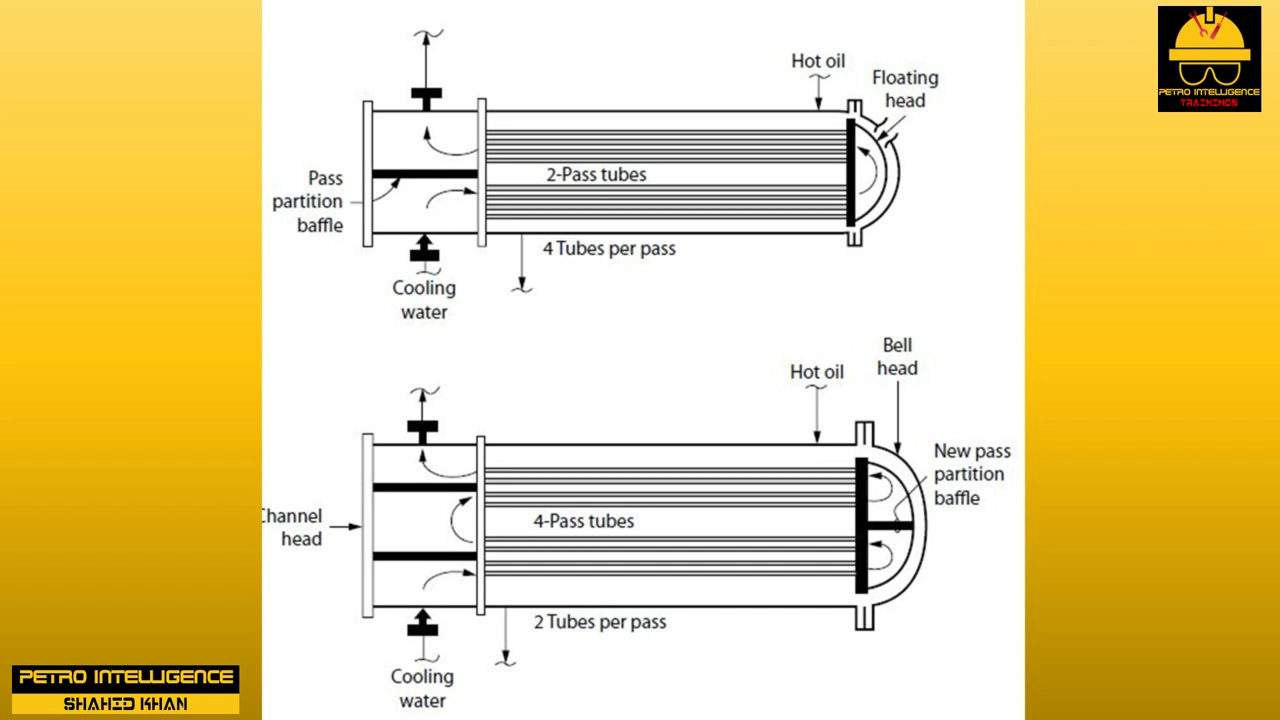 PETRO INTELLIGENCE
TRAININGS
Hot oil
Floating
head
Pass
partition
baffle
2-Pass tubes
4 Tubes per pass
Cooling
water
Bell
head
Hot oil
New pass
partition
baffle
Channel
head
4-Pass tubes
2 Tubes per pass
Cooling
water
PETRO INTELLIGENCE
SHAHID KHAN